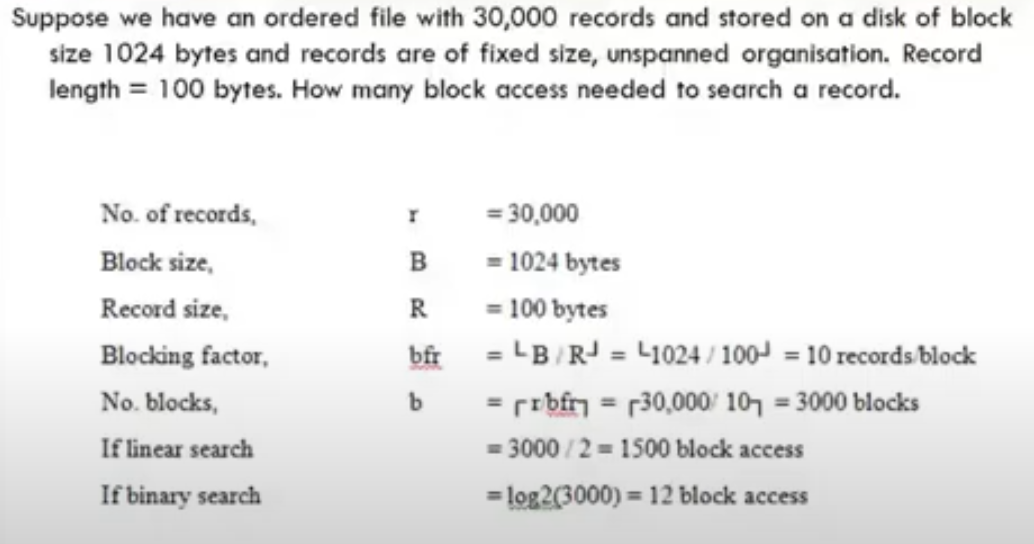 Suppose we have an ordered file with 30,000 records and stored on a disk of block
size 1024 bytes and records are of fixed size, unspanned organisation. Record
length = 100 bytes. How many block access needed to search a record.
No. of records, r = 30,000
Block size, B = 1024 bytes
Record size, R = 100 bytes
Blocking factor, bfr = └B / R┘ = └1024 / 100┘ = 10 records/block
No. blocks, b = ┌r/bfr┐ = ┌30,000/ 10┐ = 3000 blocks
If linear search = 3000 / 2 = 1500 block access
If binary search = log2(3000) = 12 block access